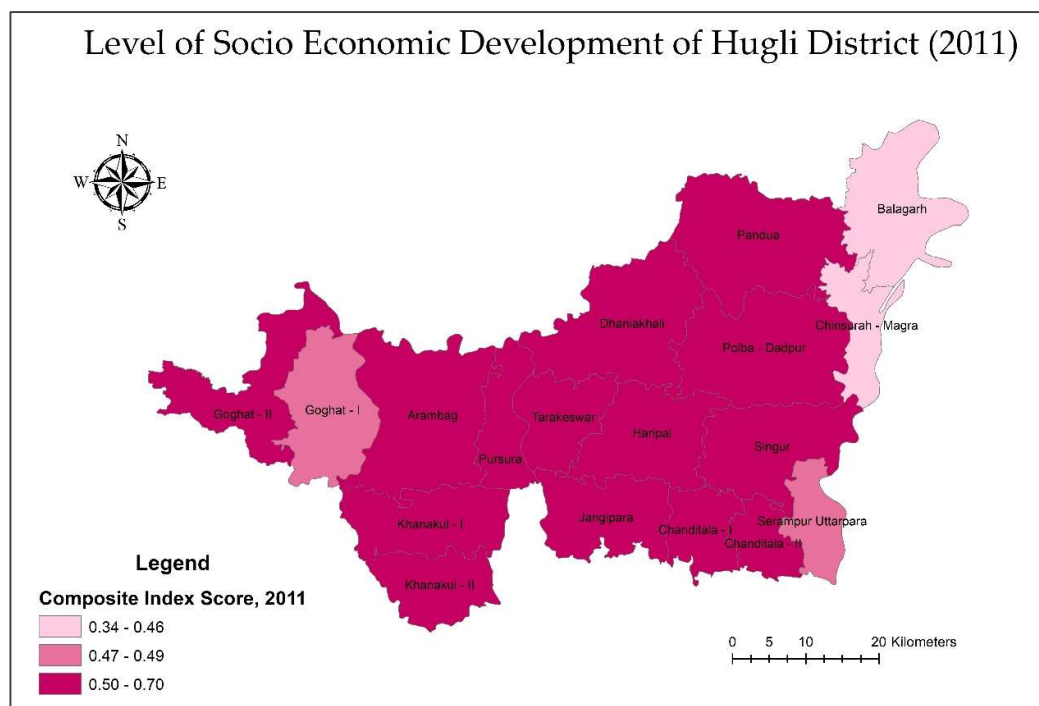 Level of Socio Economic Development of Hugli District (2011)
N
W E
S
Balagarh
Pandua
Chinsurah - Magra
Dhaniakhali
Polba - Dadpur
Goghat - II
Goghat - I
Arambag
Tarakeswar
Haripal
Singur
Pursura
Khanakul - I
Jangipara
Chanditala - I
Serampur Uttarpara
Chanditala - II
Khanakul - II
Legend
Composite Index Score, 2011
0.34 - 0.46
0.47 - 0.49
0.50 - 0.70
0 5 10 20 Kilometers